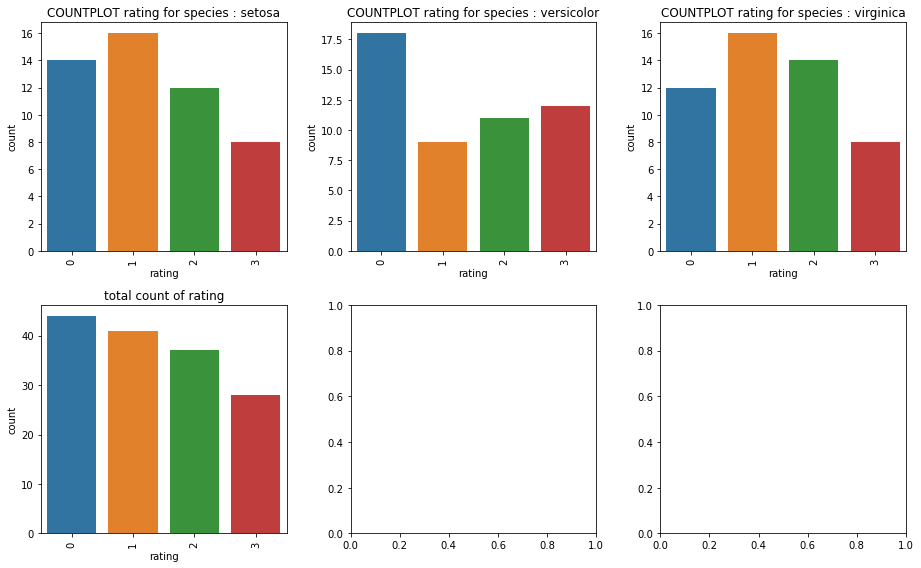 COUNTPLOT rating for species : setosa
16
14
12
10
8
6
4
2
0
count
0 1 2 3
rating
COUNTPLOT rating for species : versicolor
17.5
15.0
12.5
10.0
7.5
5.0
2.5
0.0
count
0 1 2 3
rating
COUNTPLOT rating for species : virginica
16
14
12
10
8
6
4
2
0
count
0 1 2 3
rating
total count of rating
40
30
20
10
0
count
0 1 2 3
rating
1.0
0.8
0.6
0.4
0.2
0.0
0.0 0.2 0.4 0.6 0.8 1.0
1.0
0.8
0.6
0.4
0.2
0.0
0.0 0.2 0.4 0.6 0.8 1.0